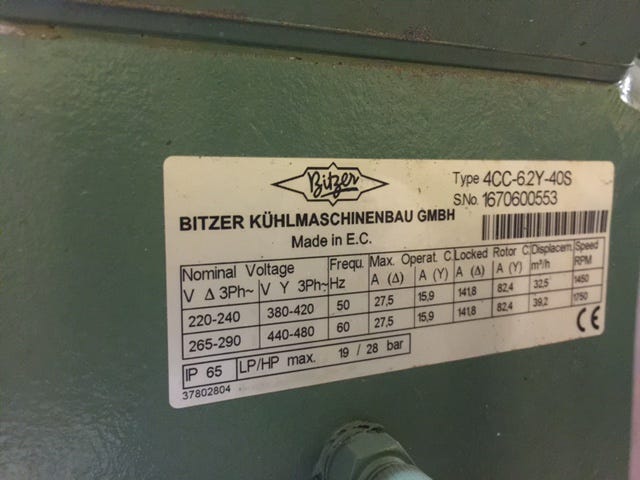 Bitzer
Type 4CC-6.2Y-40S
S.No. 1670600553
BITZER KÜHLMASCHINENBAU GMBH
Made in E.C.
Nominal Voltage Frequ. Max. Operat. C. Locked Rotor C. Displacem. Speed
V Δ 3Ph~ V Y 3Ph~ Hz A (Δ) A (Y) A (Δ) A (Y) m³/h RPM
220-240 380-420 50 27,5 15,9 141,8 82,4 32,5 1450
265-290 440-480 60 27,5 15,9 141,8 82,4 39,2 1750
IP 65 LP/HP max. 19 / 28 bar CE
37802804